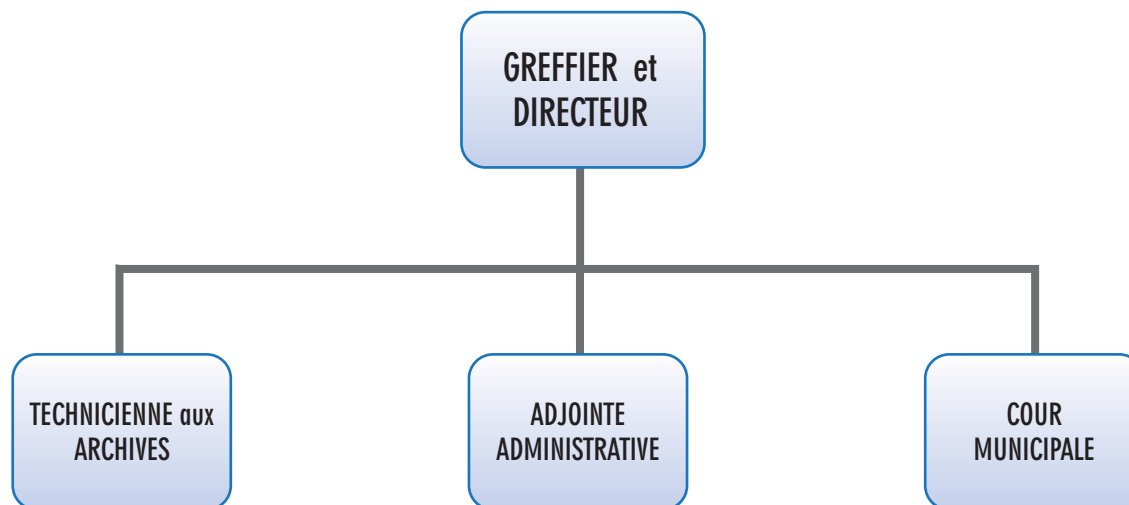 GREFFIER et
DIRECTEUR
TECHNICIENNE aux
ARCHIVES
ADJOINTE
ADMINISTRATIVE
COUR
MUNICIPALE